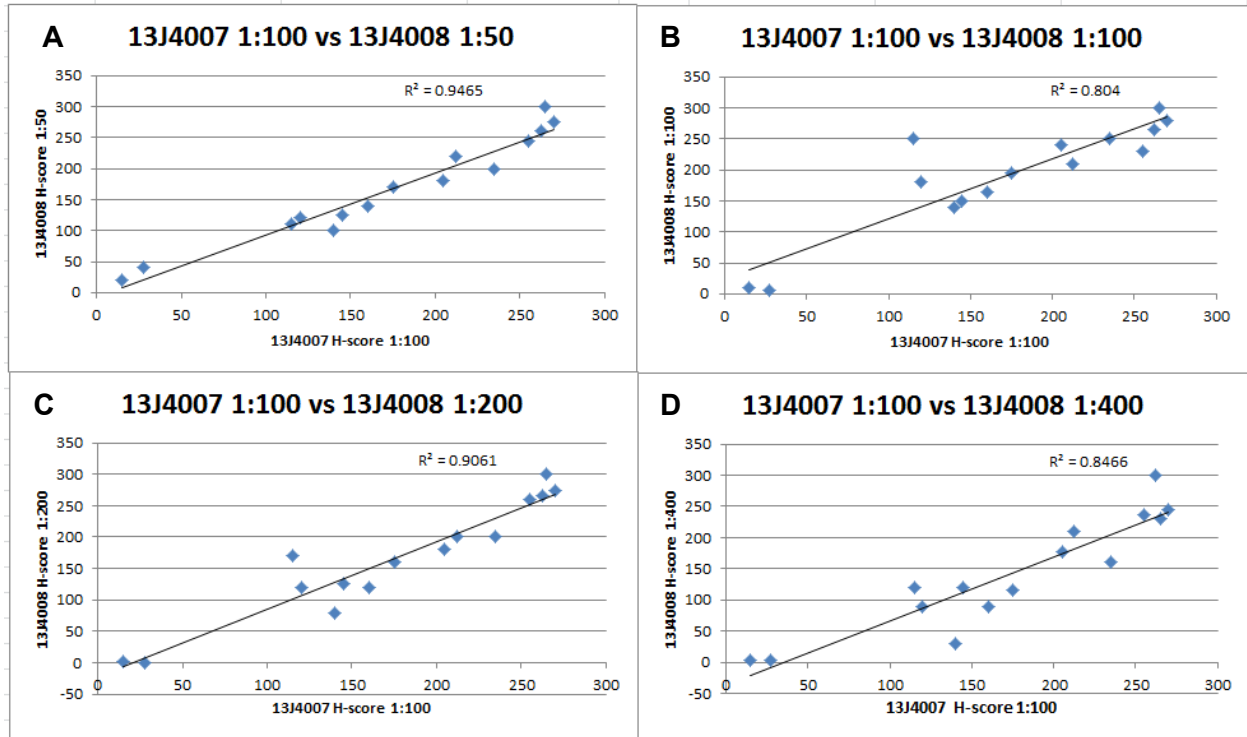 A
13J4007 1:100 vs 13J4008 1:50
R² = 0.9465
350
300
250
200
150
100
50
0
13J4008 H-score 1:50
0 50 100 150 200 250 300
13J4007 H-score 1:100
B
13J4007 1:100 vs 13J4008 1:100
R² = 0.804
350
300
250
200
150
100
50
0
13J4008 H-score 1:100
0 50 100 150 200 250 300
13J4007 H-score 1:100
C
13J4007 1:100 vs 13J4008 1:200
R² = 0.9061
350
300
250
200
150
100
50
0
-50
13J4008 H-score 1:200
0 50 100 150 200 250 300
13J4007 H-score 1:100
D
13J4007 1:100 vs 13J4008 1:400
R² = 0.8466
350
300
250
200
150
100
50
0
-50
13J4008 H-score 1:400
0 50 100 150 200 250 300
13J4007 H-score 1:100